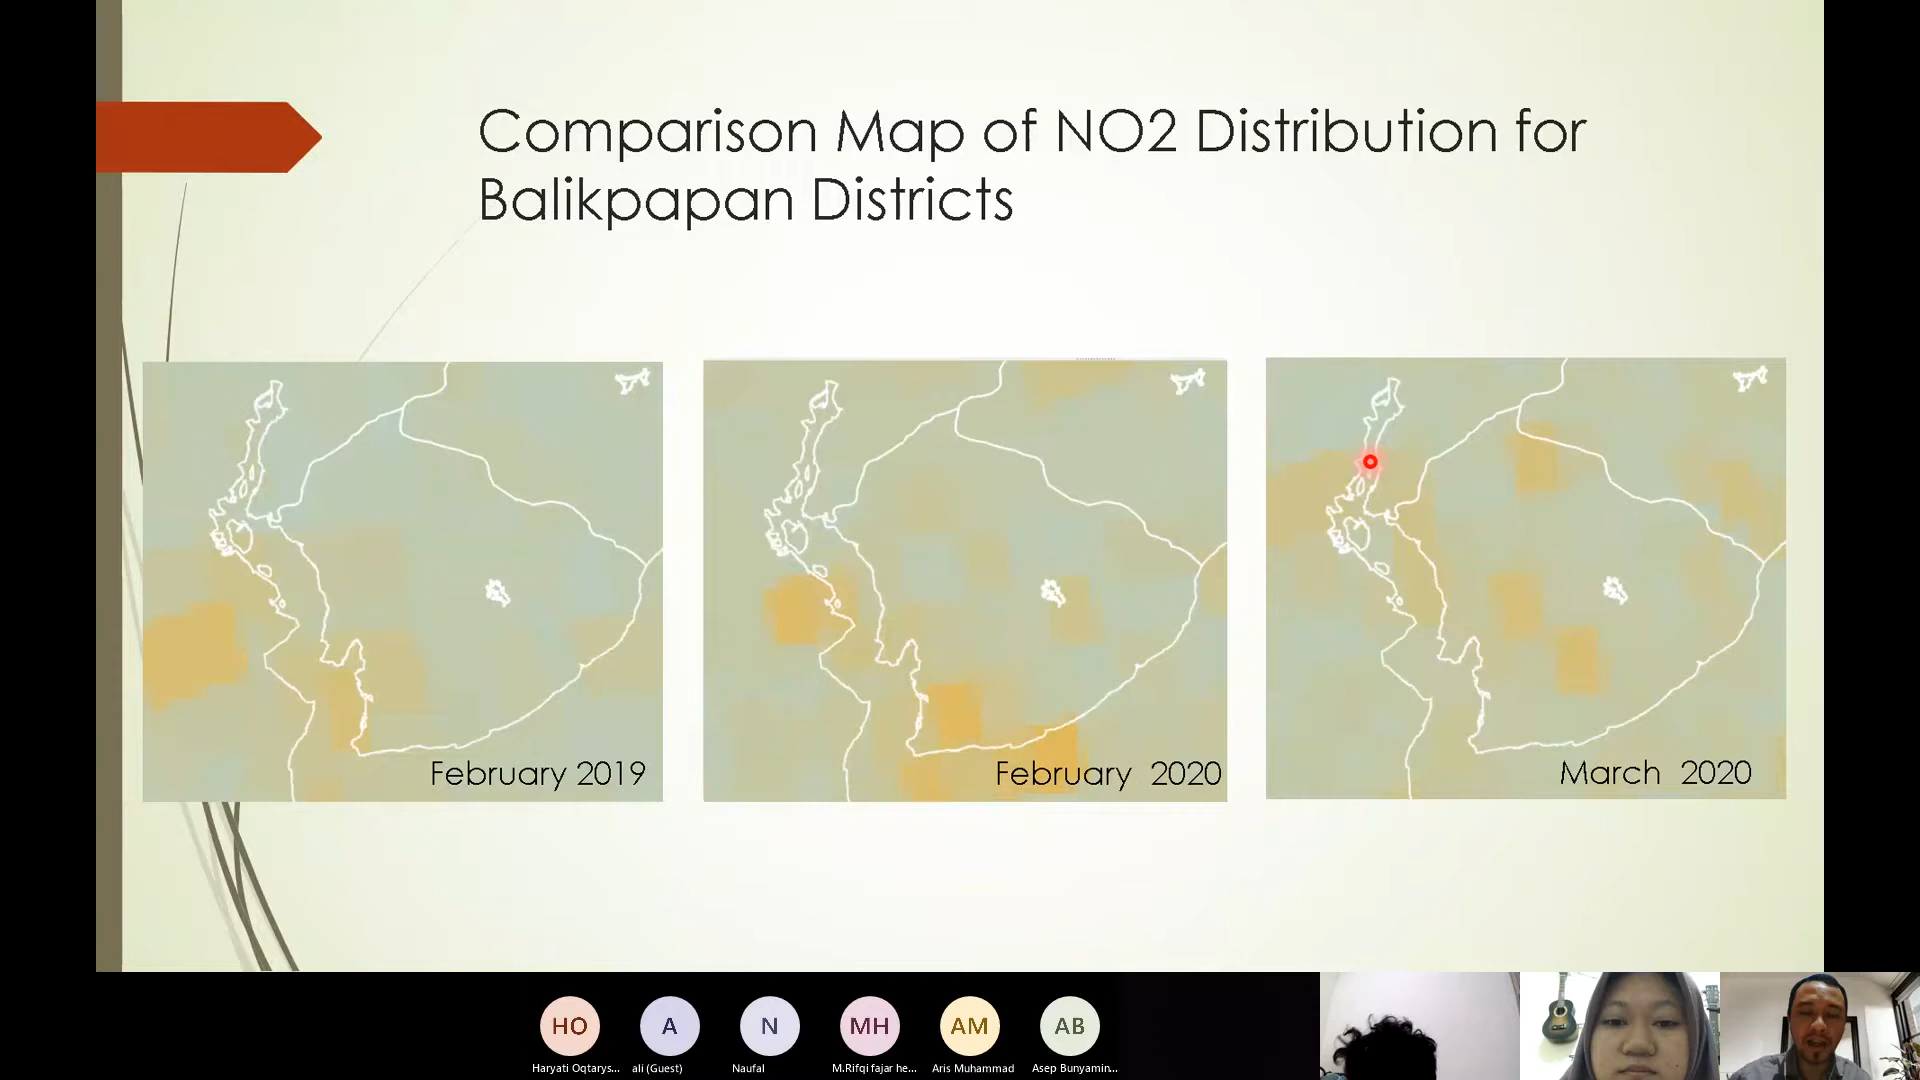 Comparison Map of NO2 Distribution for
Balikpapan Districts
February 2019
February 2020
March 2020
HO
A
N
MH
AM
AB
Haryati Oqtarys...
ali (Guest)
Naufal
M.Rifqi fajar he...
Aris Muhammad
Asep Bunyamin...